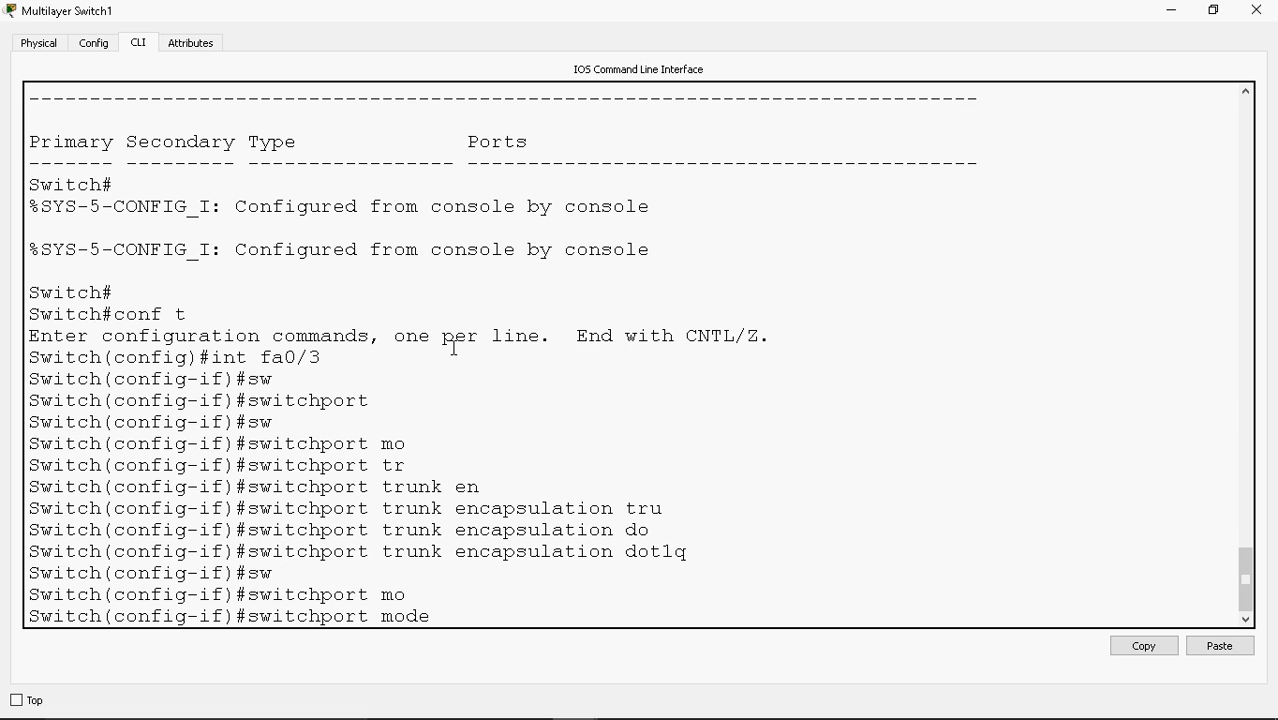 Multilayer Switch1
Physical Config CLI Attributes
IOS Command Line Interface
------------------------------------------------------------------------------
Primary Secondary Type              Ports
------- --------- ----------------- ------------------------------------------
Switch#
%SYS-5-CONFIG_I: Configured from console by console
%SYS-5-CONFIG_I: Configured from console by console
Switch#
Switch#conf t
Enter configuration commands, one per line.  End with CNTL/Z.
Switch(config)#int fa0/3
Switch(config-if)#sw
Switch(config-if)#switchport
Switch(config-if)#sw
Switch(config-if)#switchport mo
Switch(config-if)#switchport tr
Switch(config-if)#switchport trunk en
Switch(config-if)#switchport trunk encapsulation tru
Switch(config-if)#switchport trunk encapsulation do
Switch(config-if)#switchport trunk encapsulation dot1q
Switch(config-if)#sw
Switch(config-if)#switchport mo
Switch(config-if)#switchport mode
Copy Paste
Top